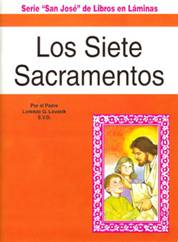 Serie "San José" de Libros en Láminas
Los Siete
Sacramentos
Por el Padre
Lorenzo G. Lovasik
S.V.D.